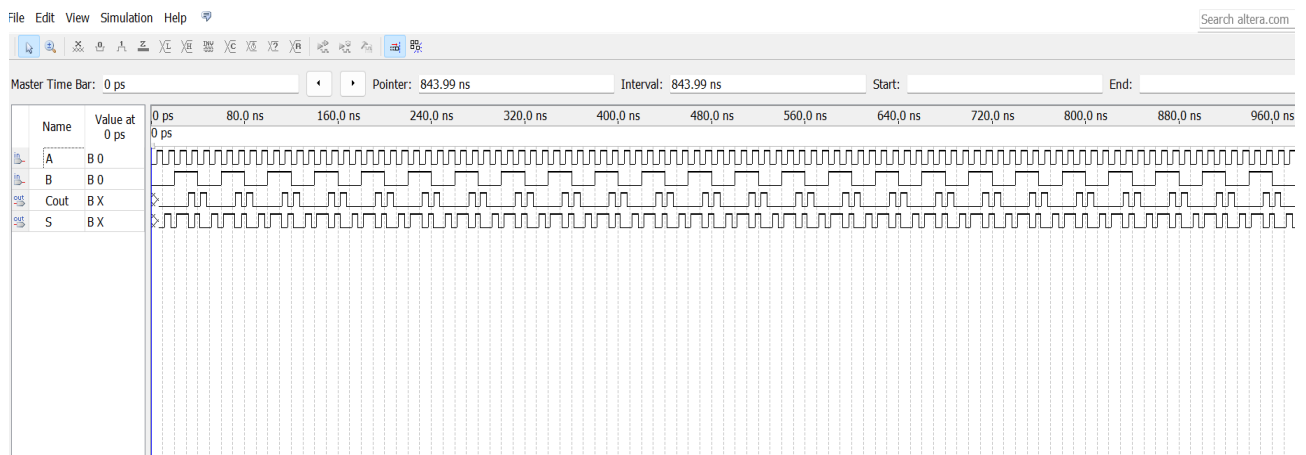 File Edit View Simulation Help
Search altera.com
Master Time Bar: 0 ps Pointer: 843.99 ns Interval: 843.99 ns Start: End:
Name Value at 0 ps
0 ps 80.0 ns 160.0 ns 240.0 ns 320.0 ns 400.0 ns 480.0 ns 560.0 ns 640.0 ns 720.0 ns 800.0 ns 880.0 ns 960.0 ns
0 ps
A B 0
B B 0
Cout B X
S B X